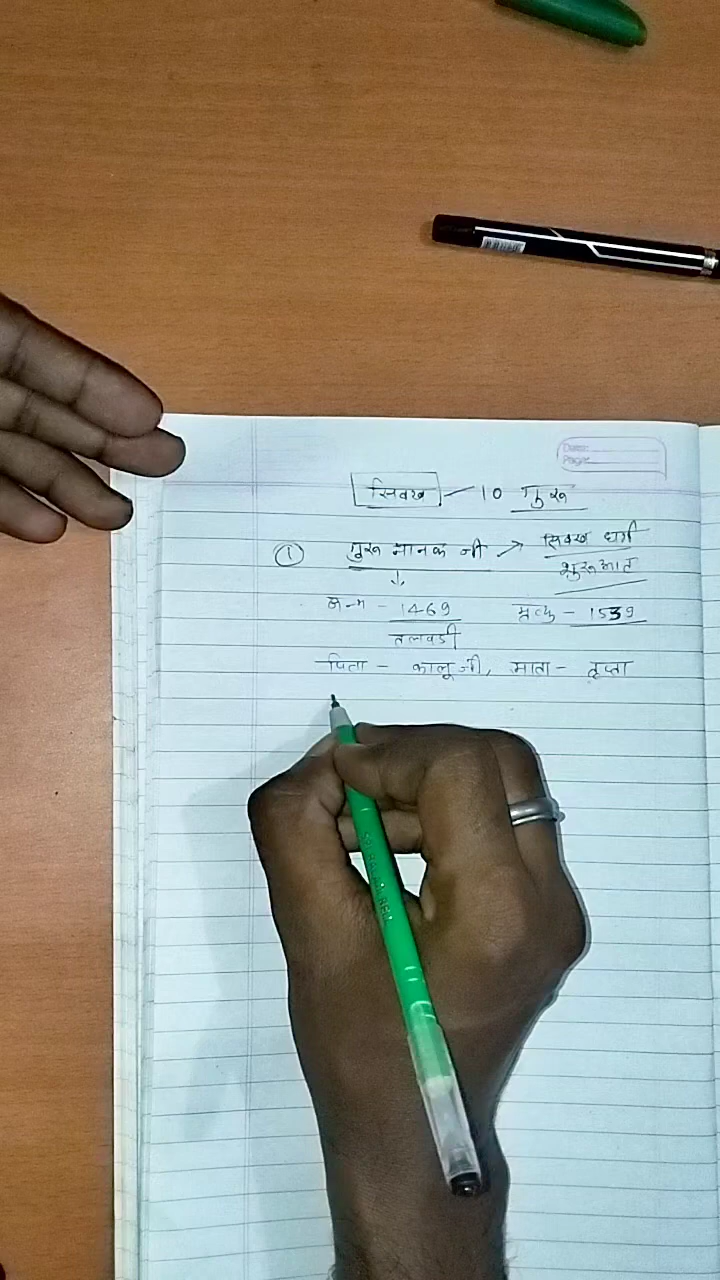 Date:
Page:
सिक्ख — 10 गुरू
① गुरू नानक जी → सिक्ख धर्म
शुरूआत
↓
जन्म - 1469 मृत्यु - 1539
तलवंडी
पिता - कालू जी, माता - तृप्ता